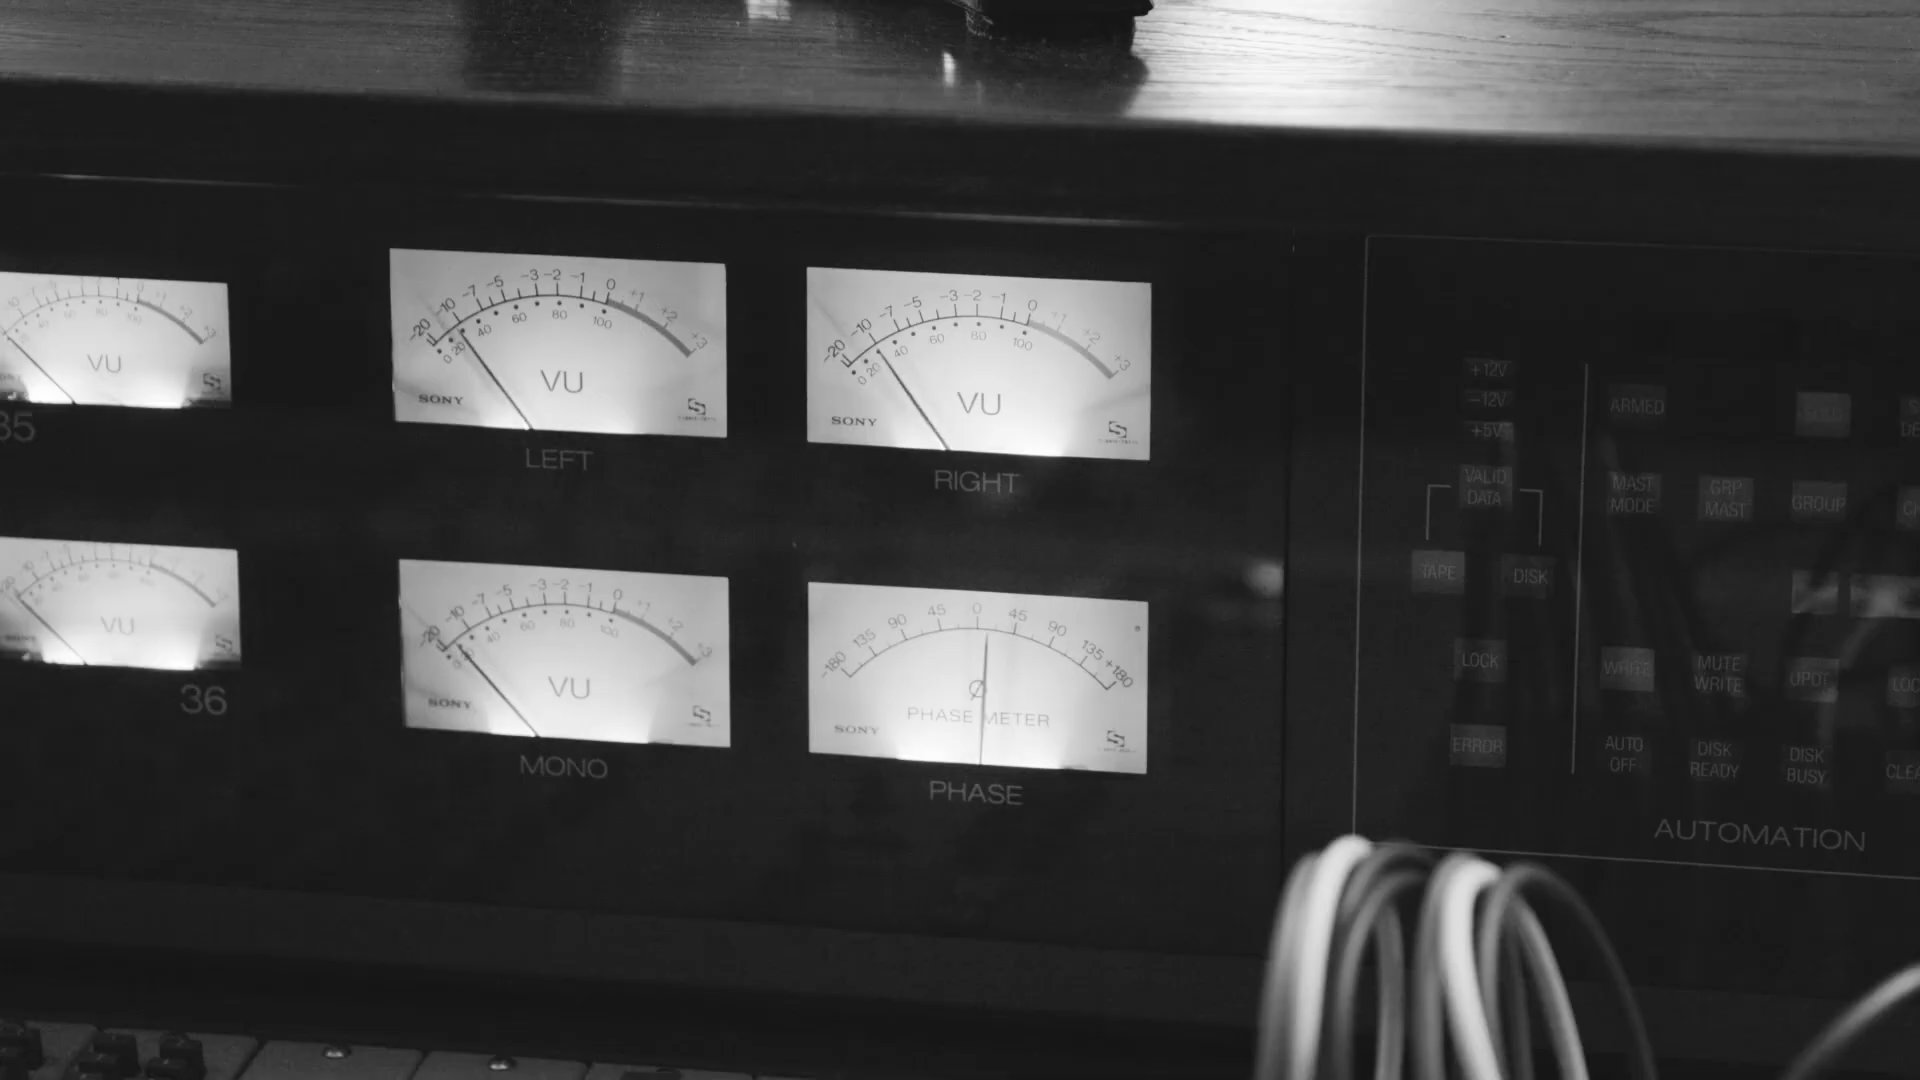 -20 -10 -7 -5 -3 -2 -1 0 +1 +2 +3
0 20 40 60 80 100
VU
SONY
LEFT
-20 -10 -7 -5 -3 -2 -1 0 +1 +2 +3
0 20 40 60 80 100
VU
SONY
RIGHT
VU
35
VU
36
-20 -10 -7 -5 -3 -2 -1 0 +1 +2 +3
40 60 80 100
VU
SONY
MONO
-180 135 90 45 0 45 90 135 +180
Ø
PHASE METER
SONY
PHASE
+12V
-12V
+5V
VALID
DATA
TAPE
DISK
LOCK
ERROR
ARMED
SOLO
MAST
MODE
GRP
MAST
GROUP
WRITE
MUTE
WRITE
UPDT
AUTO
OFF
DISK
READY
DISK
BUSY
AUTOMATION